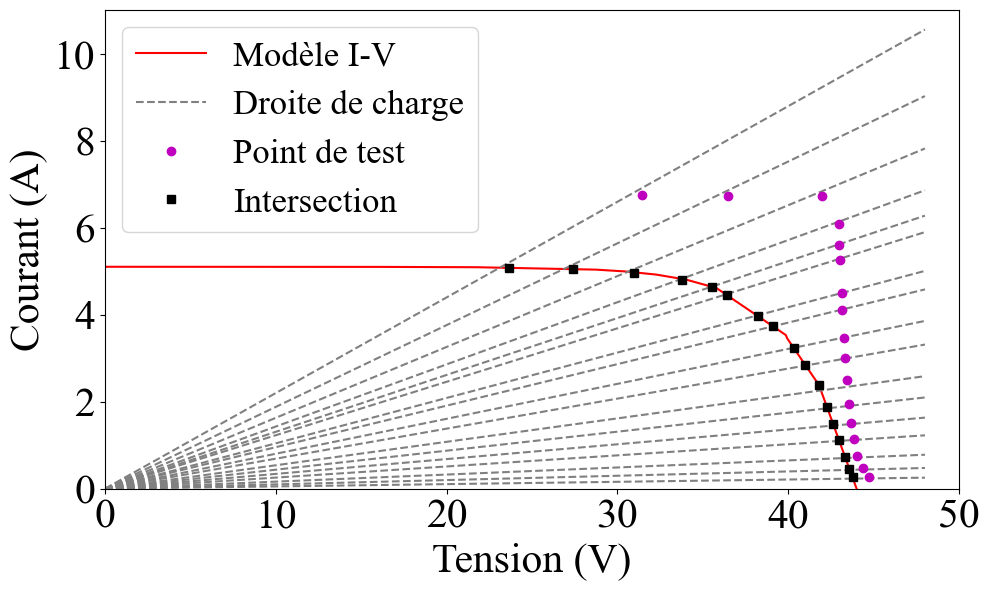 Modèle I-V
Droite de charge
Point de test
Intersection
Courant (A)
10
8
6
4
2
0
0 10 20 30 40 50
Tension (V)